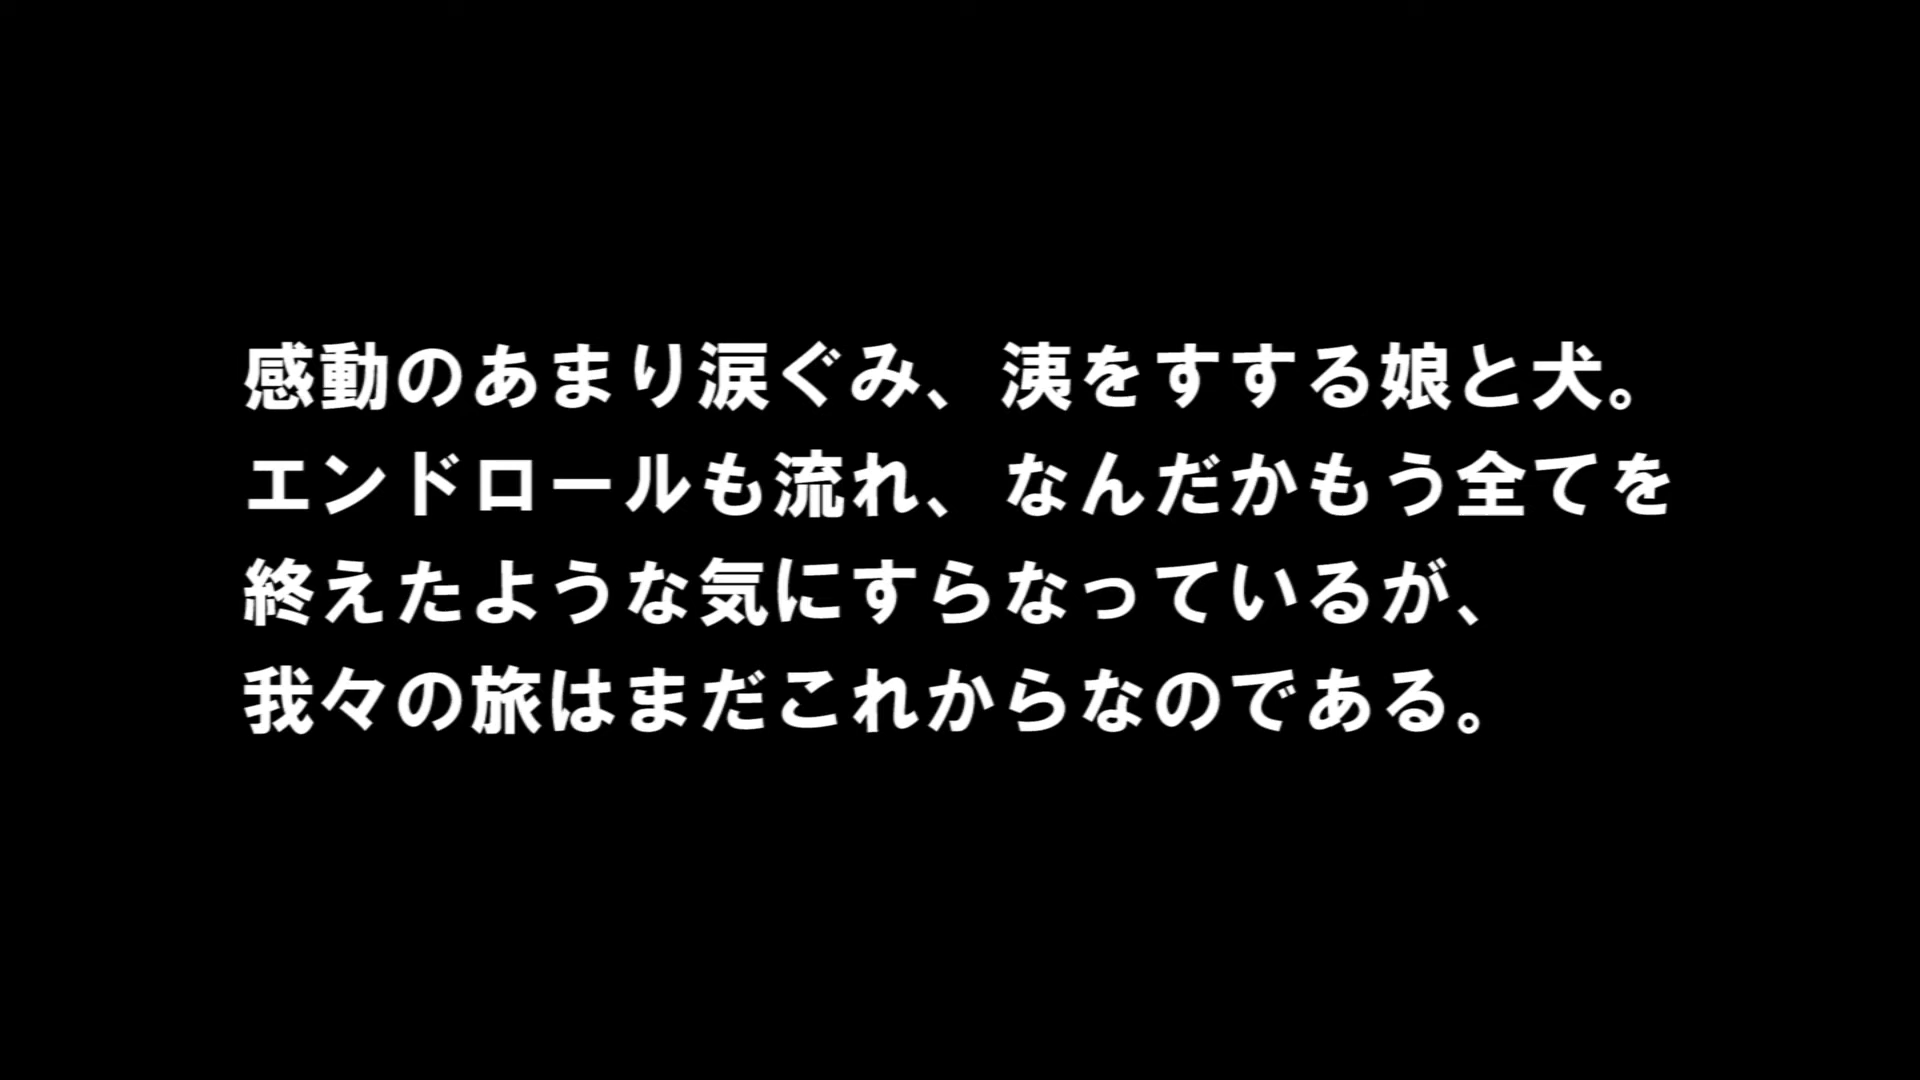 感動のあまり涙ぐみ、洟をすする娘と犬。
エンドロールも流れ、なんだかもう全てを
終えたような気にすらなっているが、
我々の旅はまだこれからなのである。